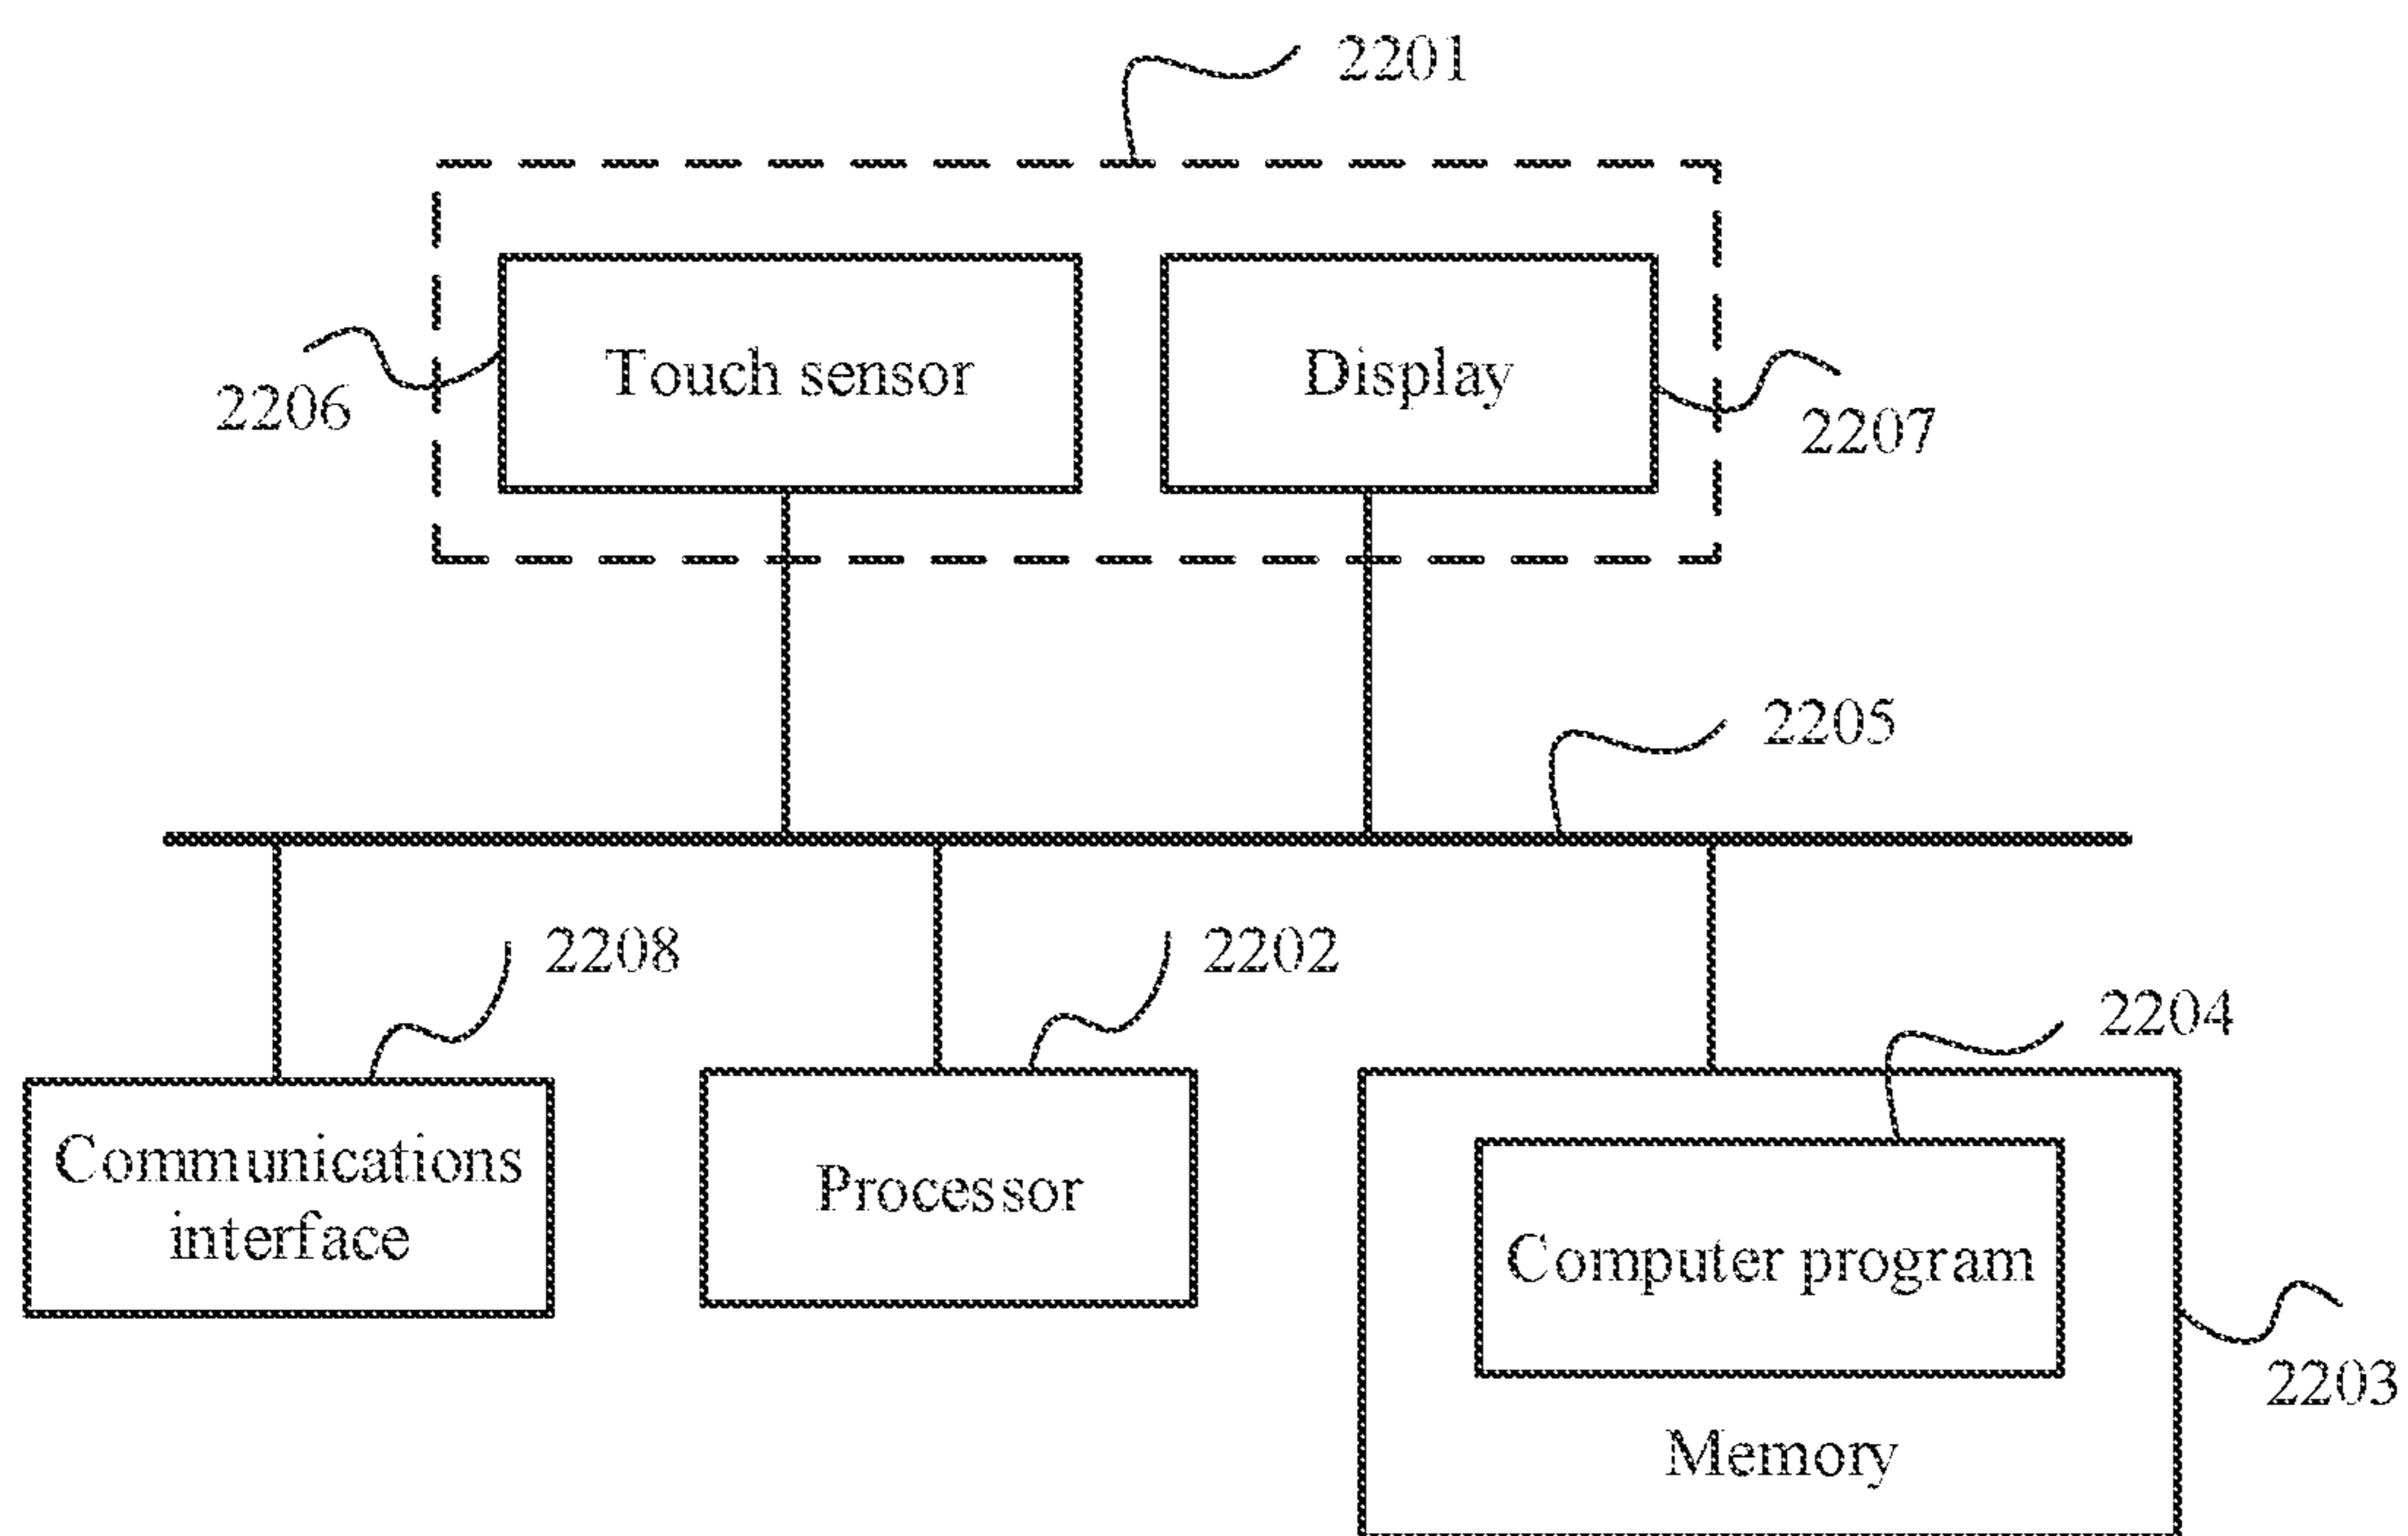 2201
Touch sensor
Display
2206
2207
2205
2208
2202
2204
Communications
interface
Processor
Computer program
2203
Memory